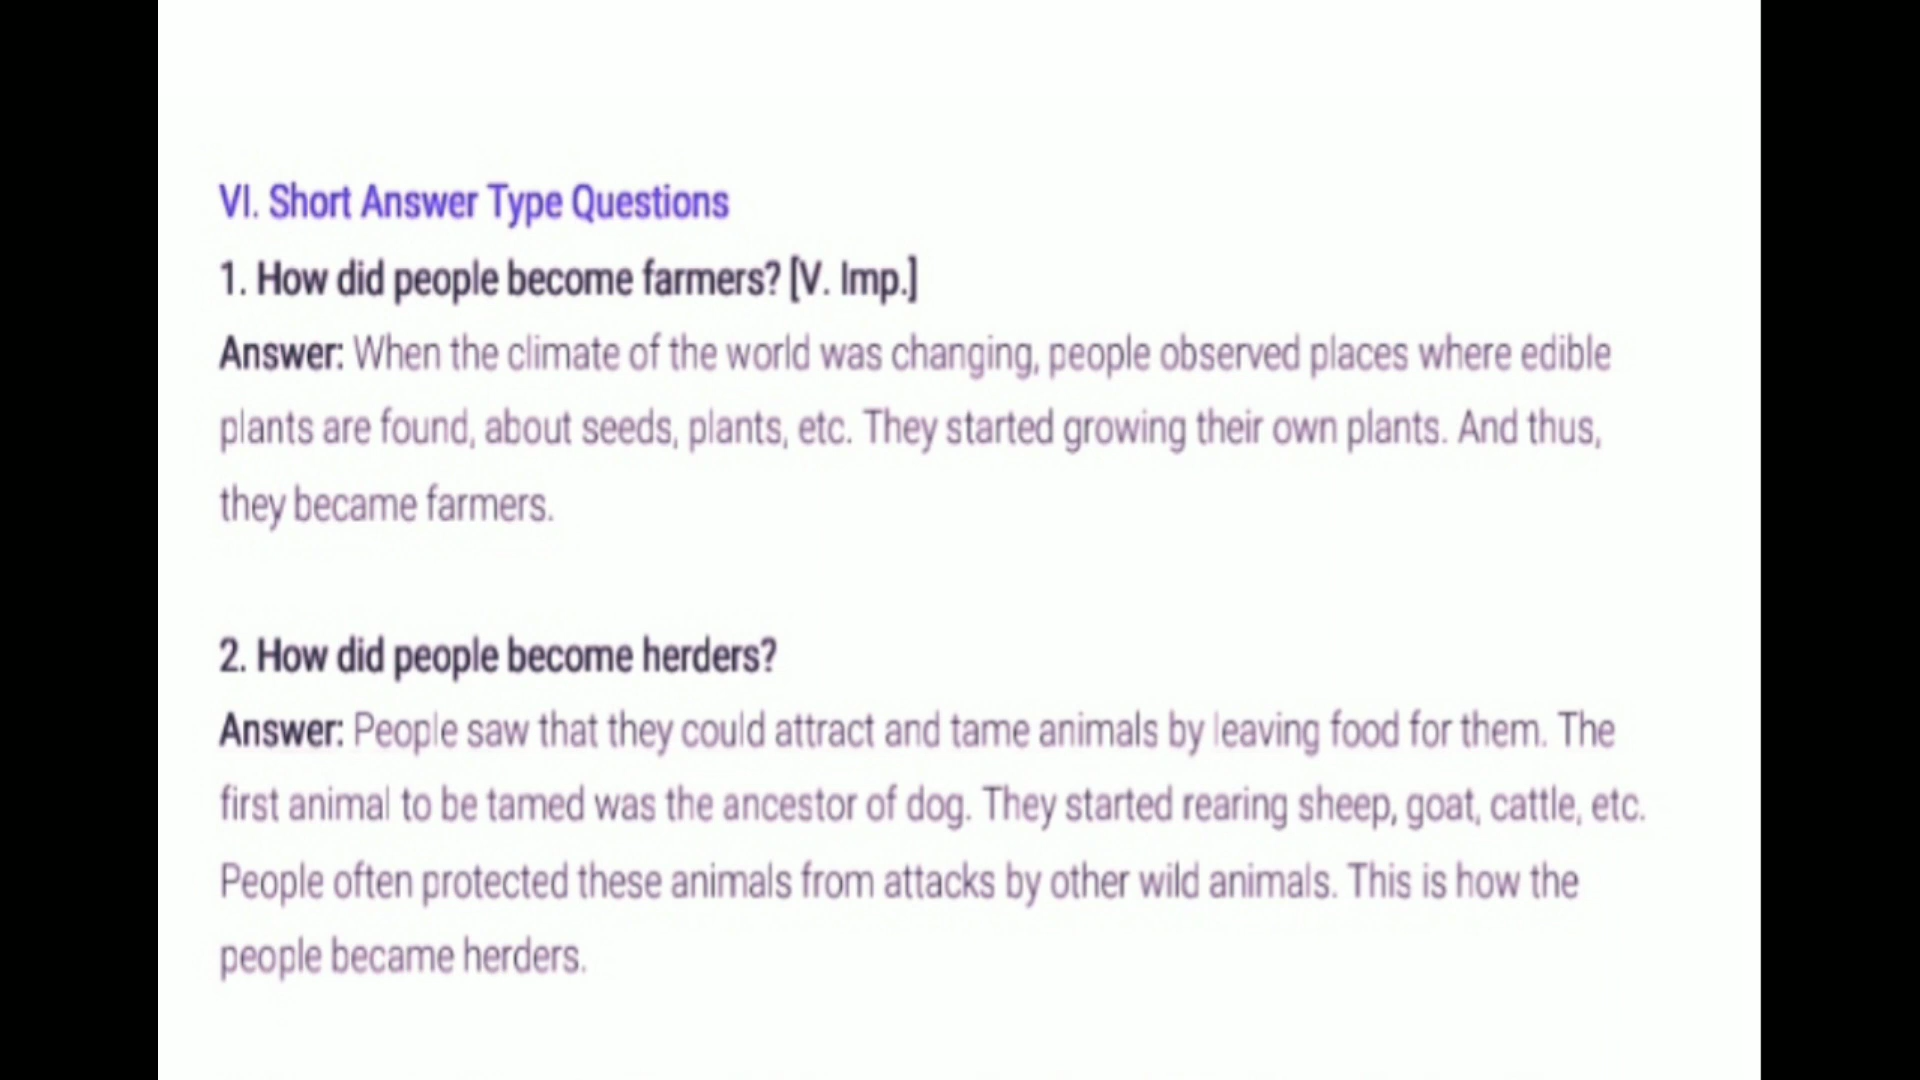 VI. Short Answer Type Questions
1. How did people become farmers? [V. Imp.]
Answer: When the climate of the world was changing, people observed places where edible
plants are found, about seeds, plants, etc. They started growing their own plants. And thus,
they became farmers.
2. How did people become herders?
Answer: People saw that they could attract and tame animals by leaving food for them. The
first animal to be tamed was the ancestor of dog. They started rearing sheep, goat, cattle, etc.
People often protected these animals from attacks by other wild animals. This is how the
people became herders.